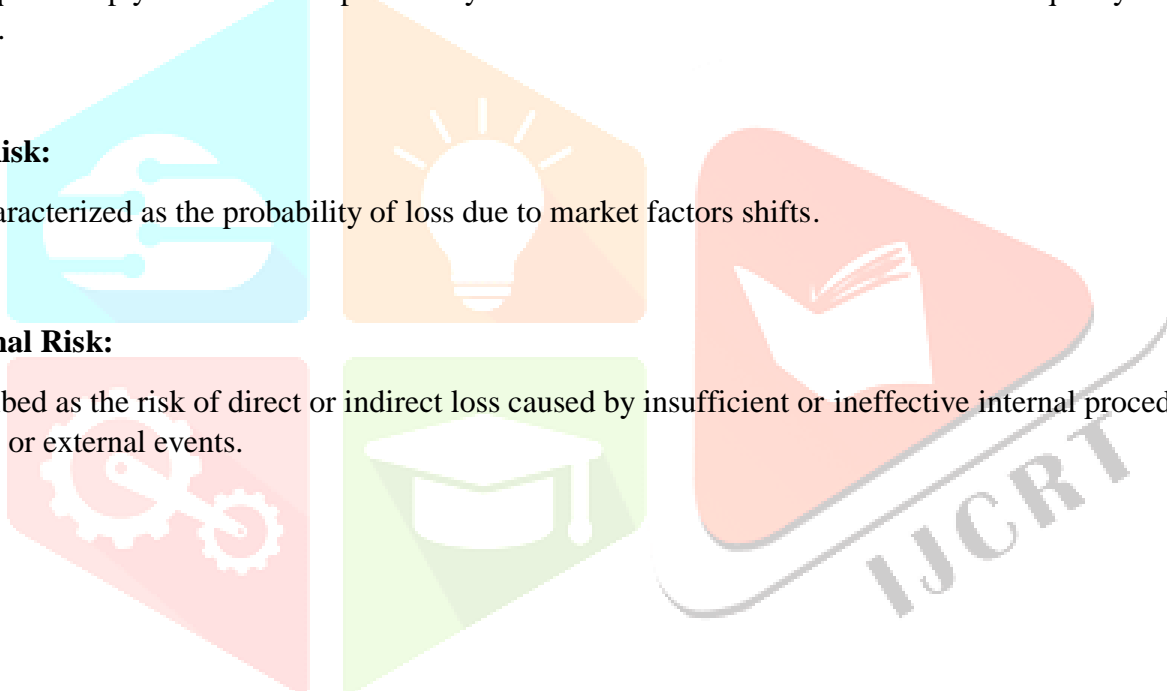 .
isk:
aracterized as the probability of loss due to market factors shifts.
nal Risk:
bed as the risk of direct or indirect loss caused by insufficient or ineffective internal proced
or external events.
IJCRT